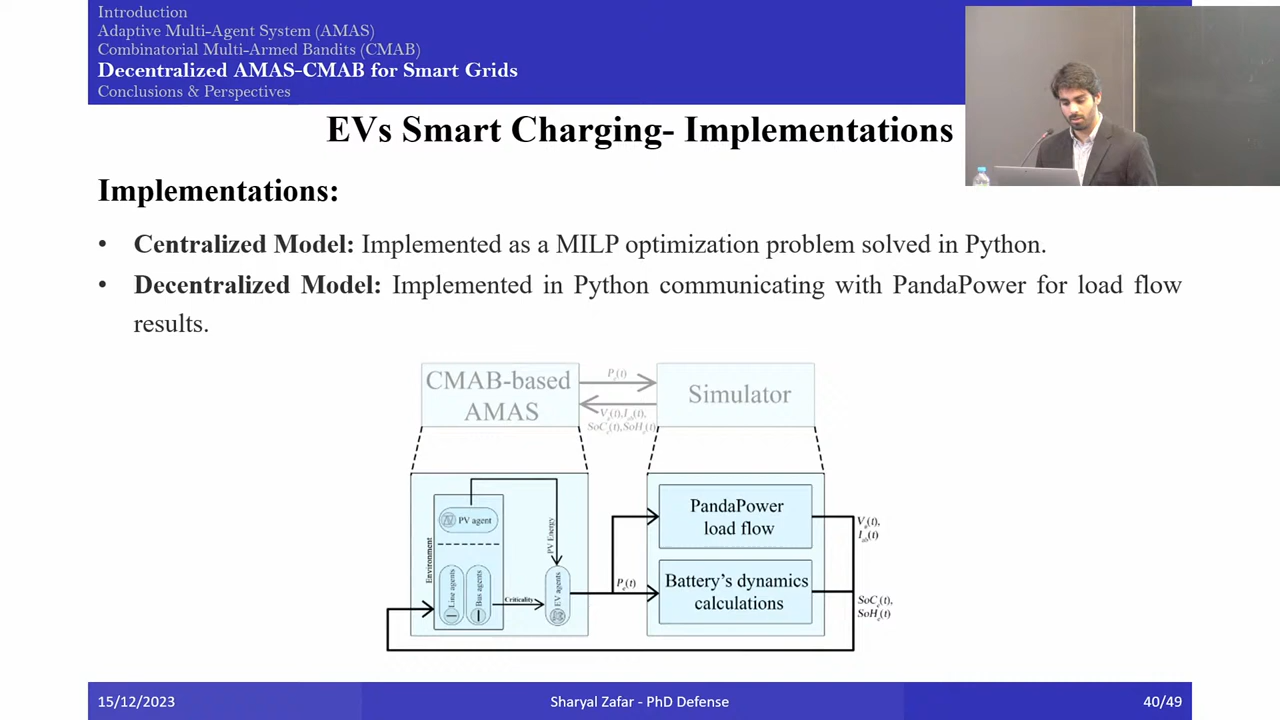 Introduction
Adaptive Multi-Agent System (AMAS)
Combinatorial Multi-Armed Bandits (CMAB)
Decentralized AMAS-CMAB for Smart Grids
Conclusions & Perspectives
EVs Smart Charging- Implementations
Implementations:
• Centralized Model: Implemented as a MILP optimization problem solved in Python.
• Decentralized Model: Implemented in Python communicating with PandaPower for load flow
results.
CMAB-based
AMAS
Simulator
PV agent
Environment
Line agents
Bus agents
Criticality
PV Energy
EV agents
PandaPower
load flow
Battery's dynamics
calculations
15/12/2023
Sharyal Zafar - PhD Defense
40/49